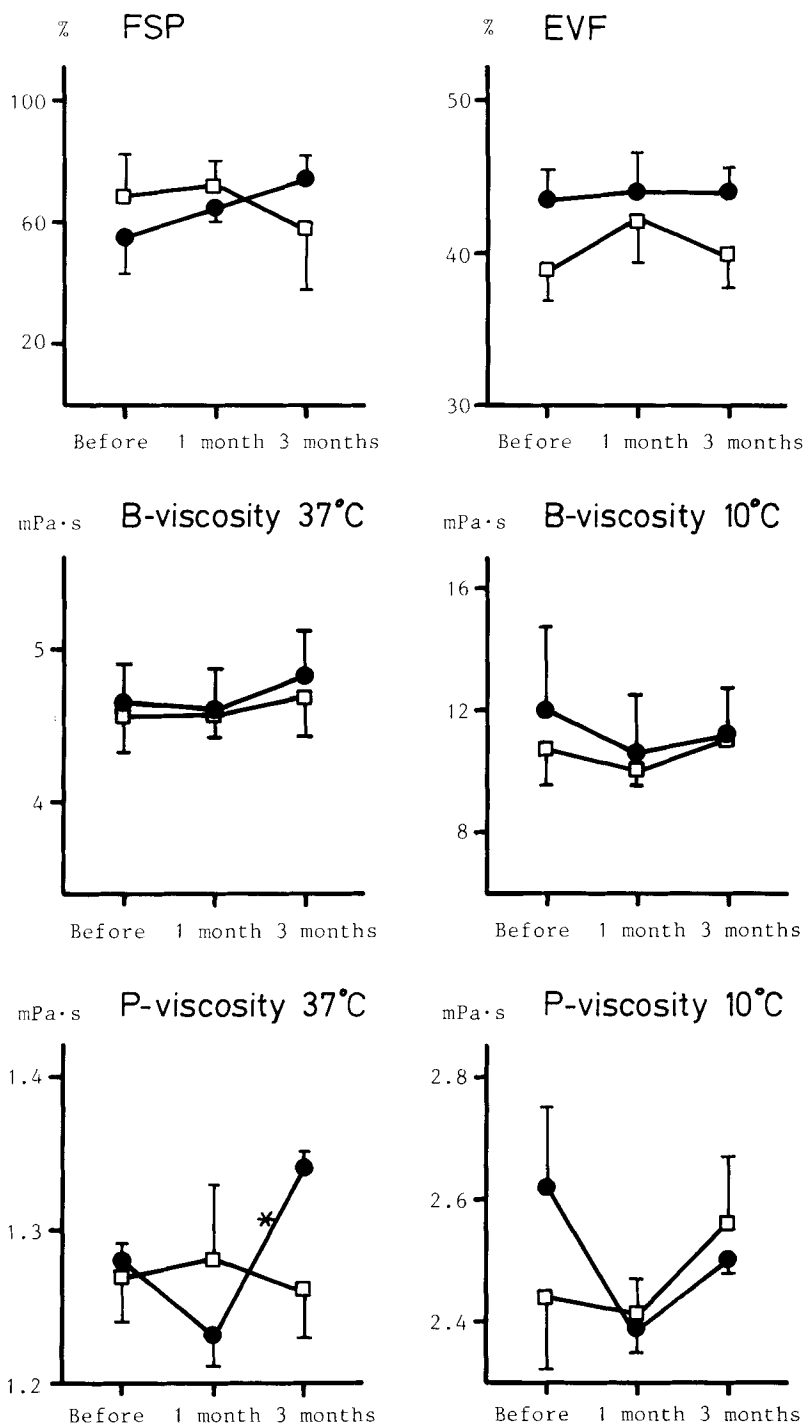 % FSP
100
60
20
Before 1 month 3 months
% EVF
50
40
30
Before 1 month 3 months
mPa·s B-viscosity 37°C
5
4
Before 1 month 3 months
mPa·s B-viscosity 10°C
16
12
8
Before 1 month 3 months
mPa·s P-viscosity 37°C
1.4
1.3
*
1.2
Before 1 month 3 months
mPa·s P-viscosity 10°C
2.8
2.6
2.4
Before 1 month 3 months